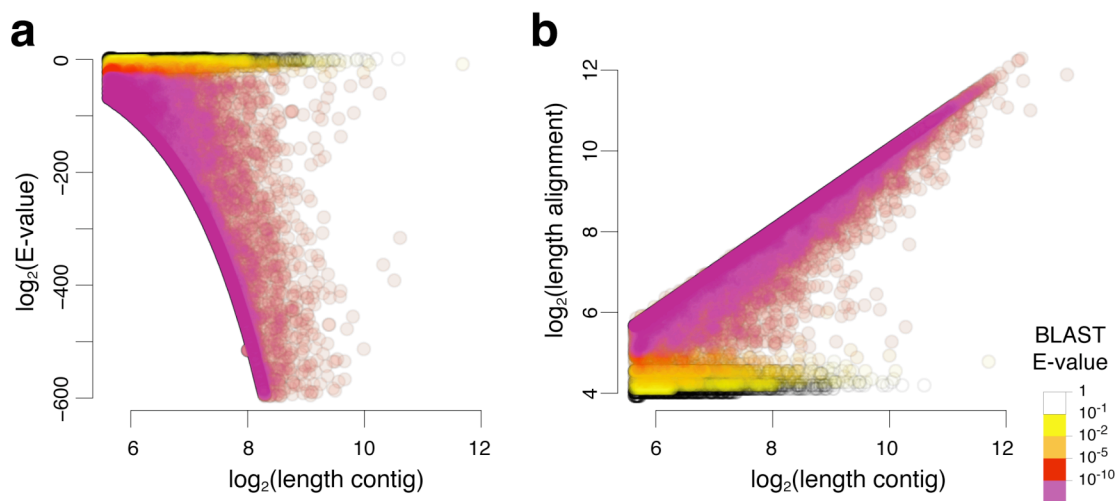 a
log₂(E-value)
0
−200
−400
−600
6 8 10 12
log₂(length contig)
b
log₂(length alignment)
12
10
8
6
4
6 8 10 12
log₂(length contig)
BLAST
E-value
1
10⁻¹
10⁻²
10⁻⁵
10⁻¹⁰